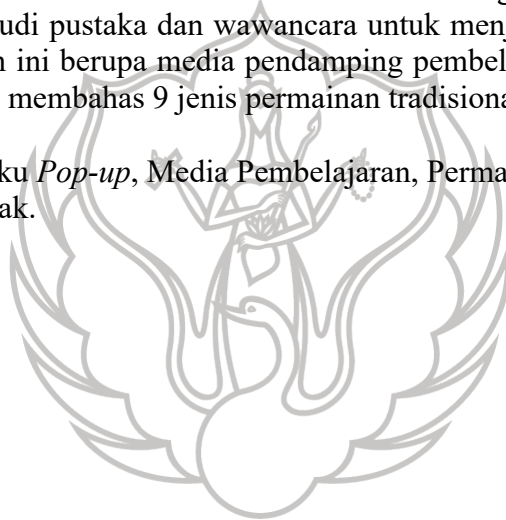 udi pustaka dan wawancara untuk menj
n ini berupa media pendamping pembel
membahas 9 jenis permainan tradisiona
ku Pop-up, Media Pembelajaran, Perma
ak.